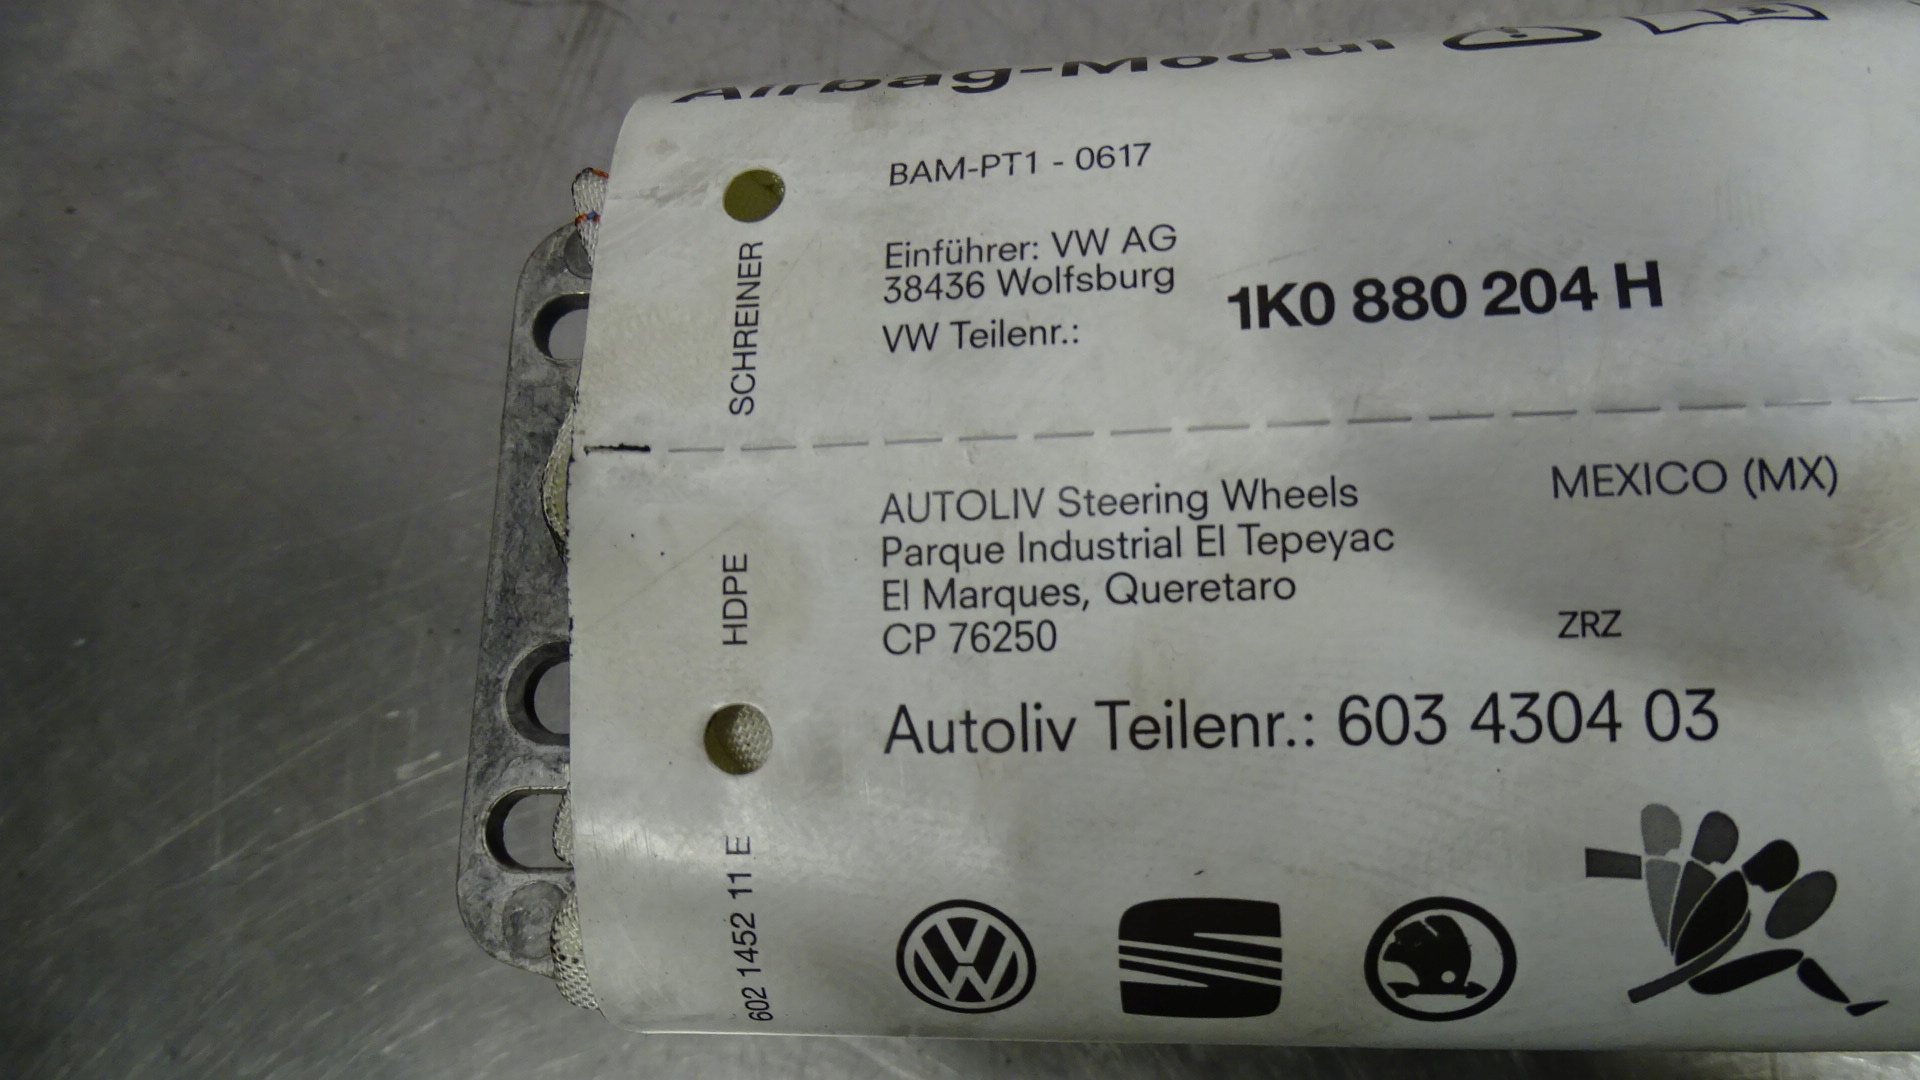 Airbag-Modul
BAM-PT1 - 0617
Einführer: VW AG
38436 Wolfsburg
VW Teilenr.:
1K0 880 204 H
SCHREINER
AUTOLIV Steering Wheels
Parque Industrial El Tepeyac
El Marques, Queretaro
CP 76250
MEXICO (MX)
ZRZ
HDPE
Autoliv Teilenr.: 603 4304 03
602 1452 11 E